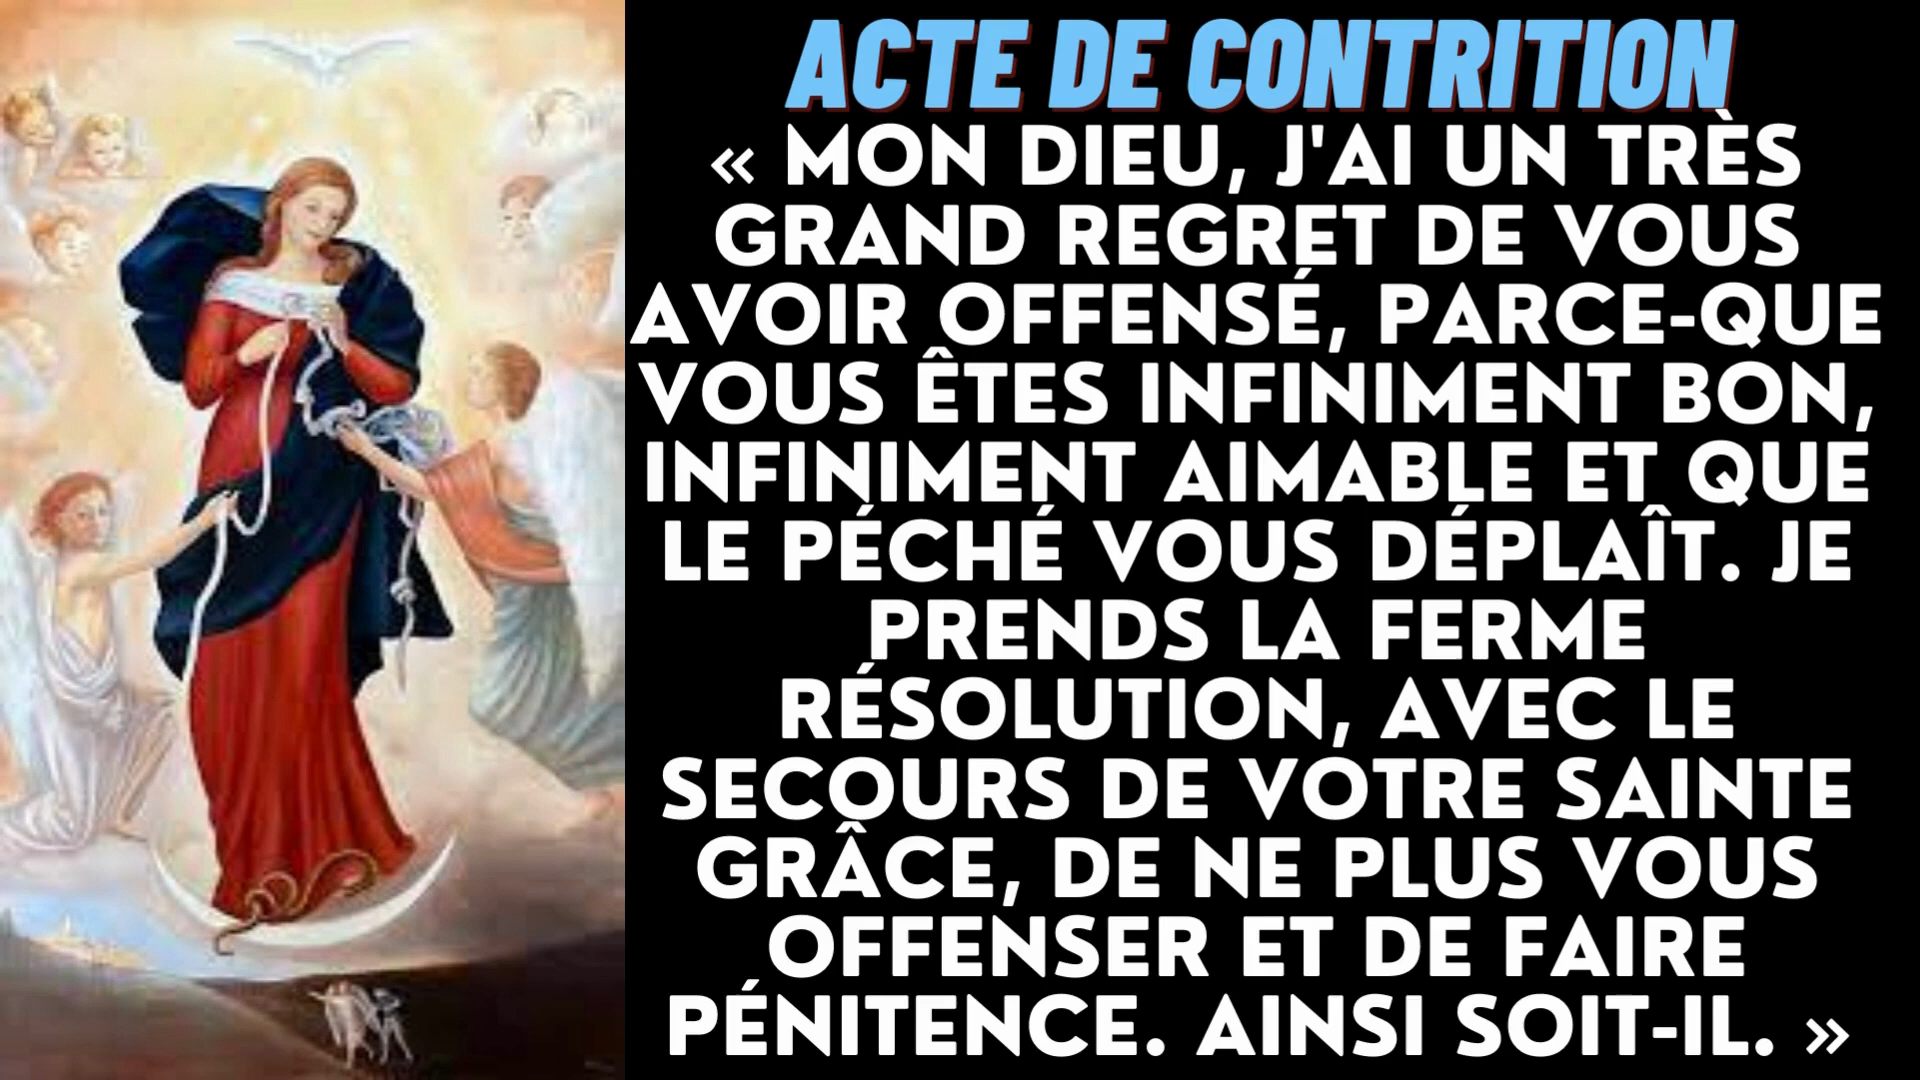 ACTE DE CONTRITION
« MON DIEU, J'AI UN TRÈS
GRAND REGRET DE VOUS
AVOIR OFFENSÉ, PARCE-QUE
VOUS ÊTES INFINIMENT BON,
INFINIMENT AIMABLE ET QUE
LE PÉCHÉ VOUS DÉPLAÎT. JE
PRENDS LA FERME
RÉSOLUTION, AVEC LE
SECOURS DE VOTRE SAINTE
GRÂCE, DE NE PLUS VOUS
OFFENSER ET DE FAIRE
PÉNITENCE. AINSI SOIT-IL. »